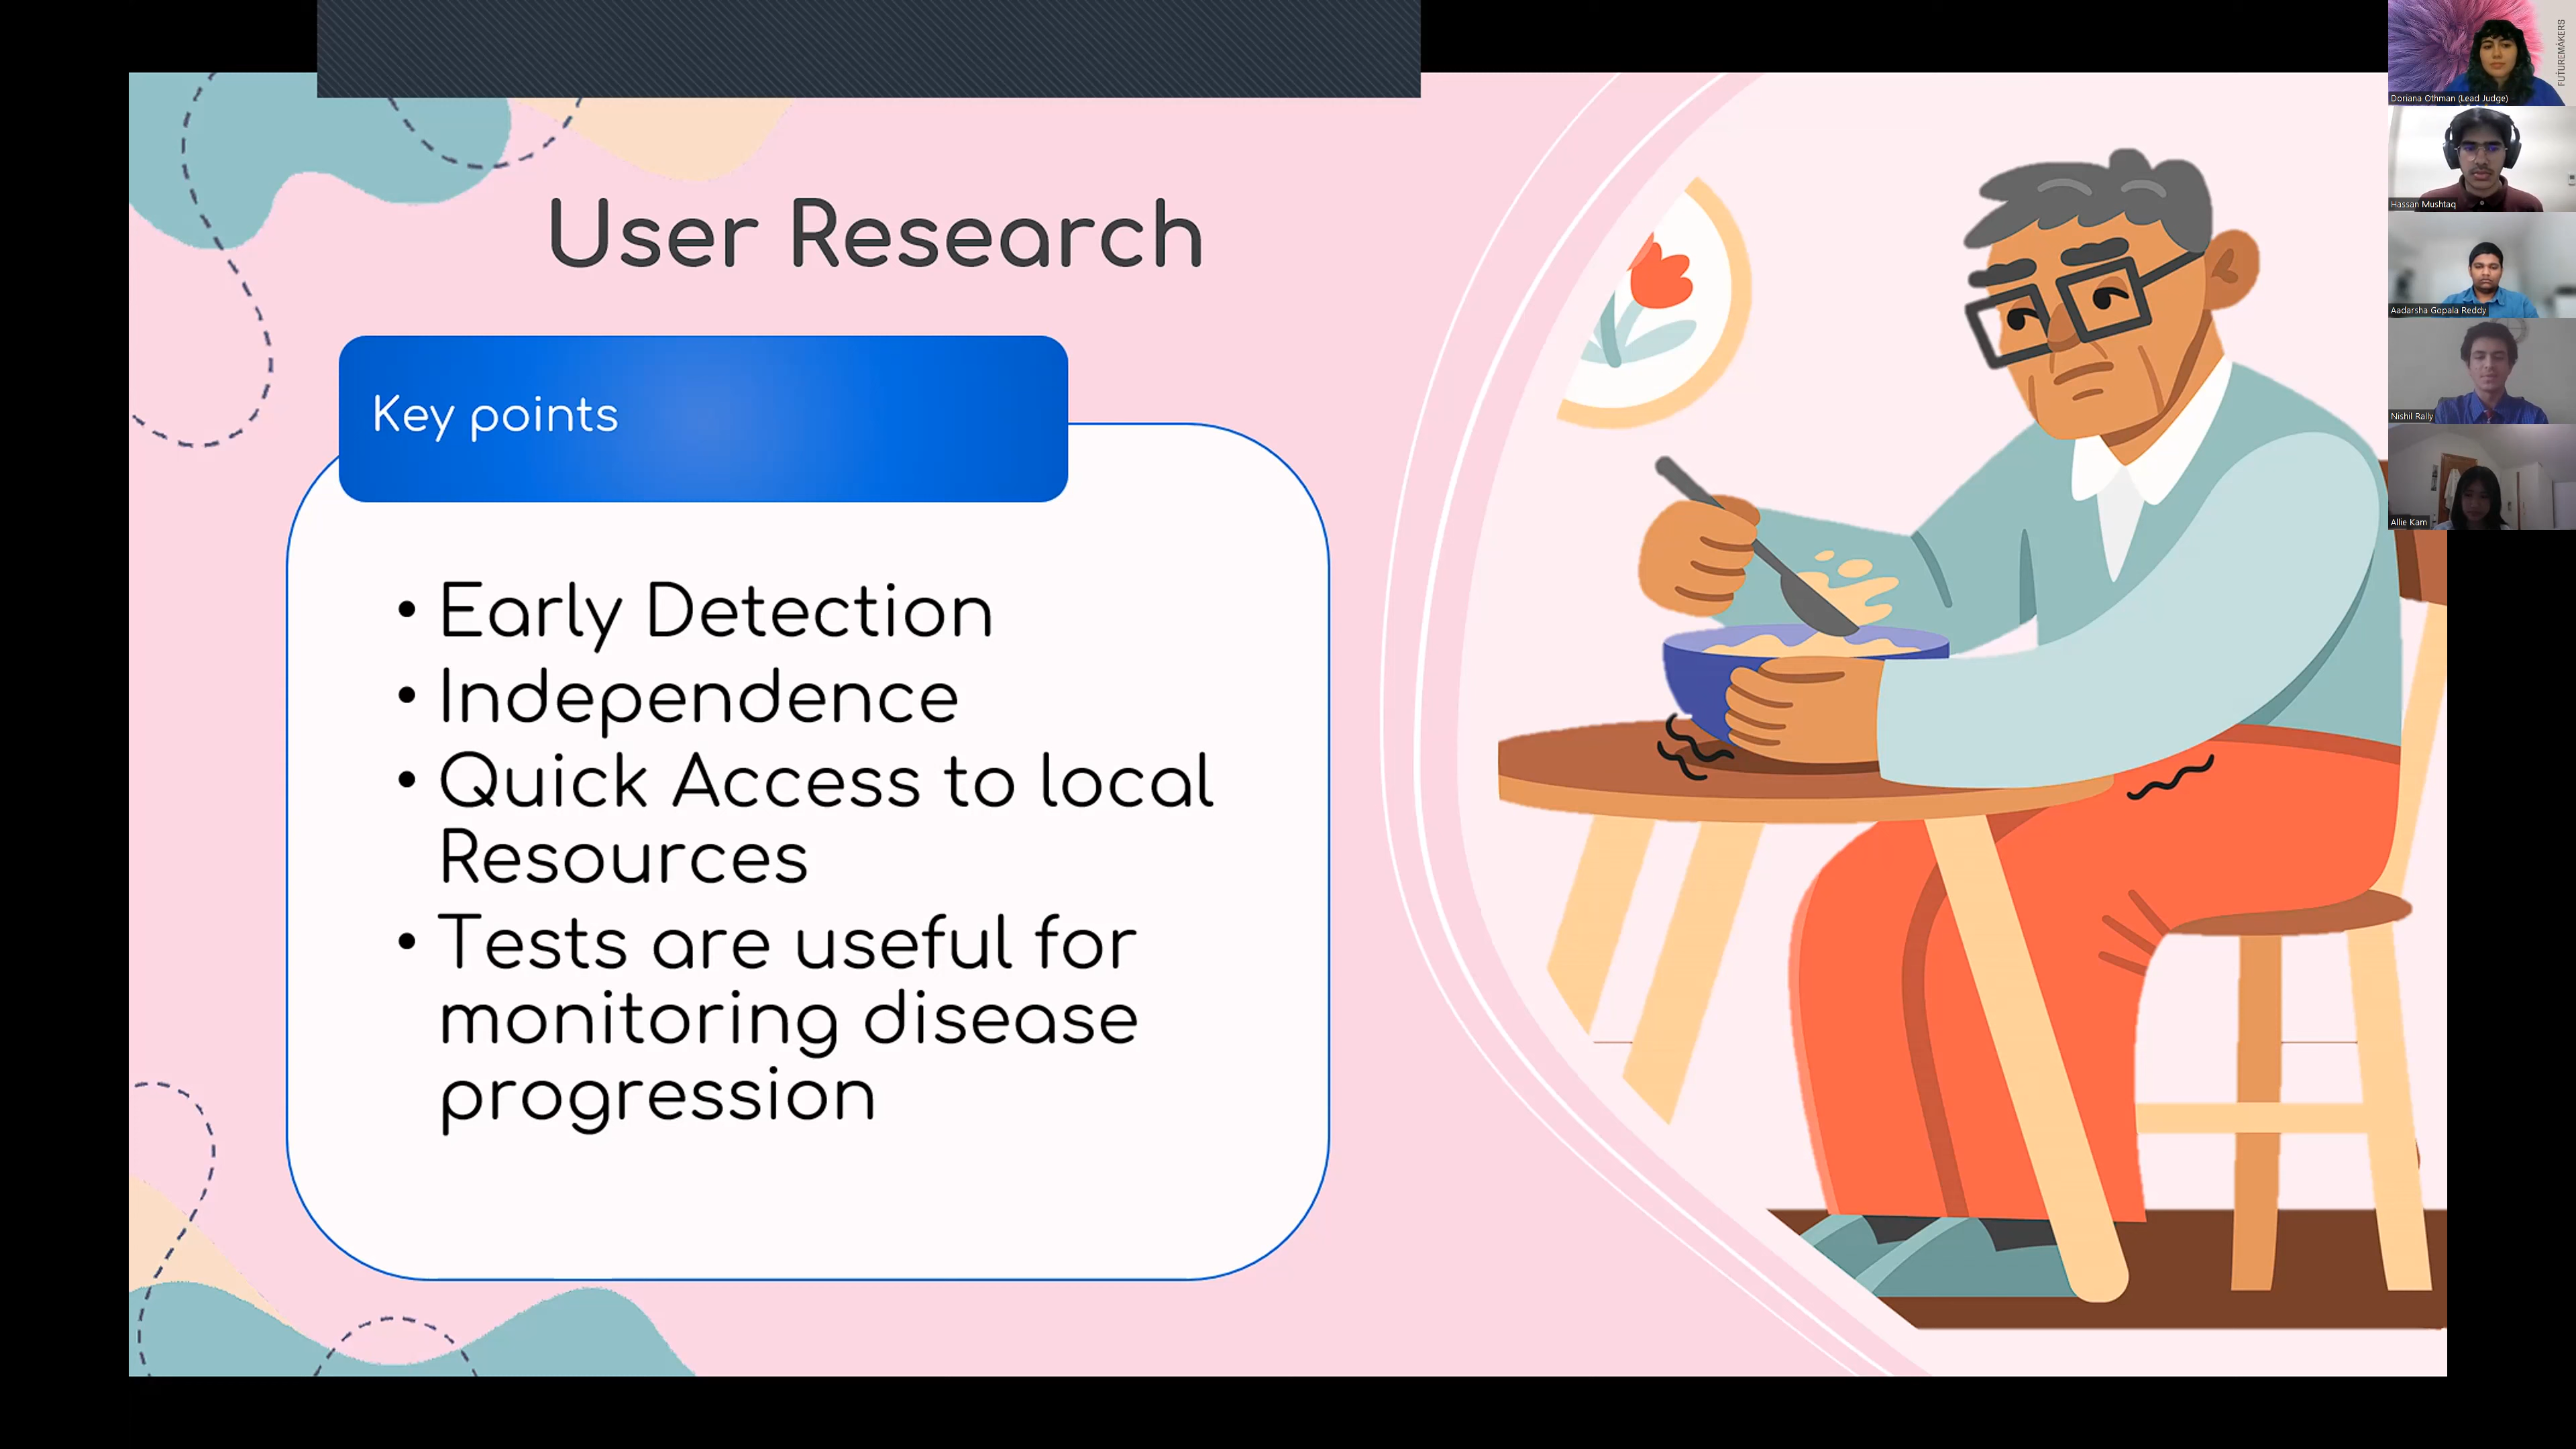 User Research
Key points
• Early Detection
• Independence
• Quick Access to local
Resources
• Tests are useful for
monitoring disease
progression
FUTUREMAKERS
Doriana Othman (Lead Judge)
Hassan Mushtaq
Aadarsha Gopala Reddy
Nishil Rally
Allie Kam